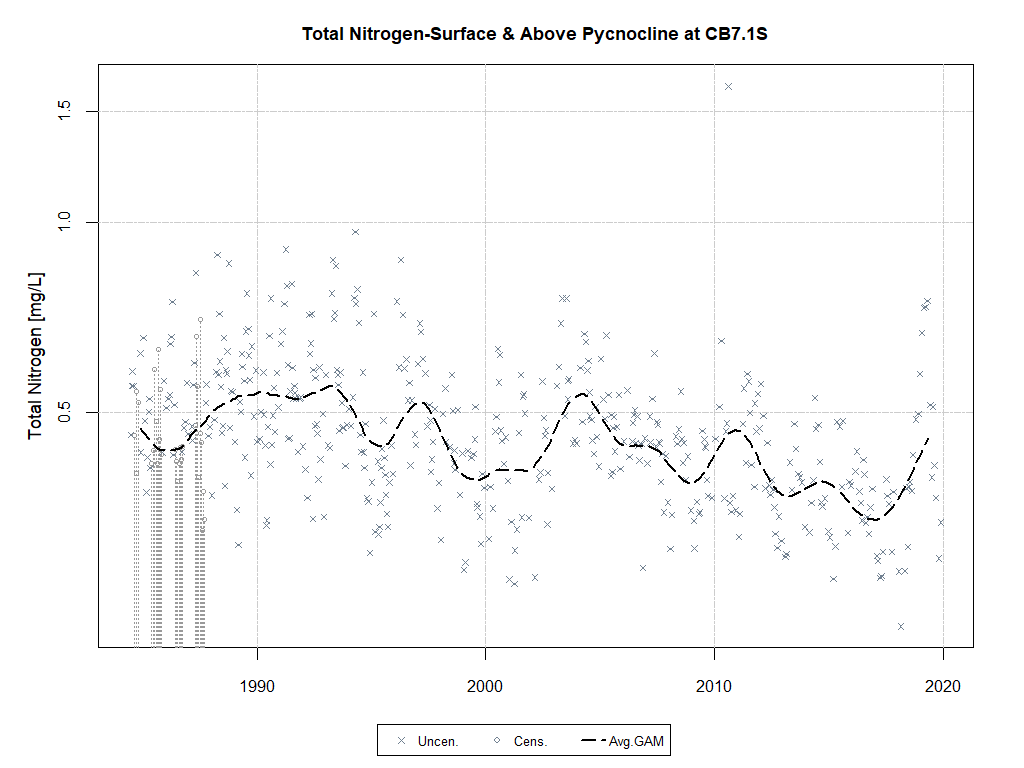 Total Nitrogen-Surface & Above Pycnocline at CB7.1S
Total Nitrogen [mg/L]
1.5
1.0
0.5
1990 2000 2010 2020
Uncen. Cens. Avg.GAM